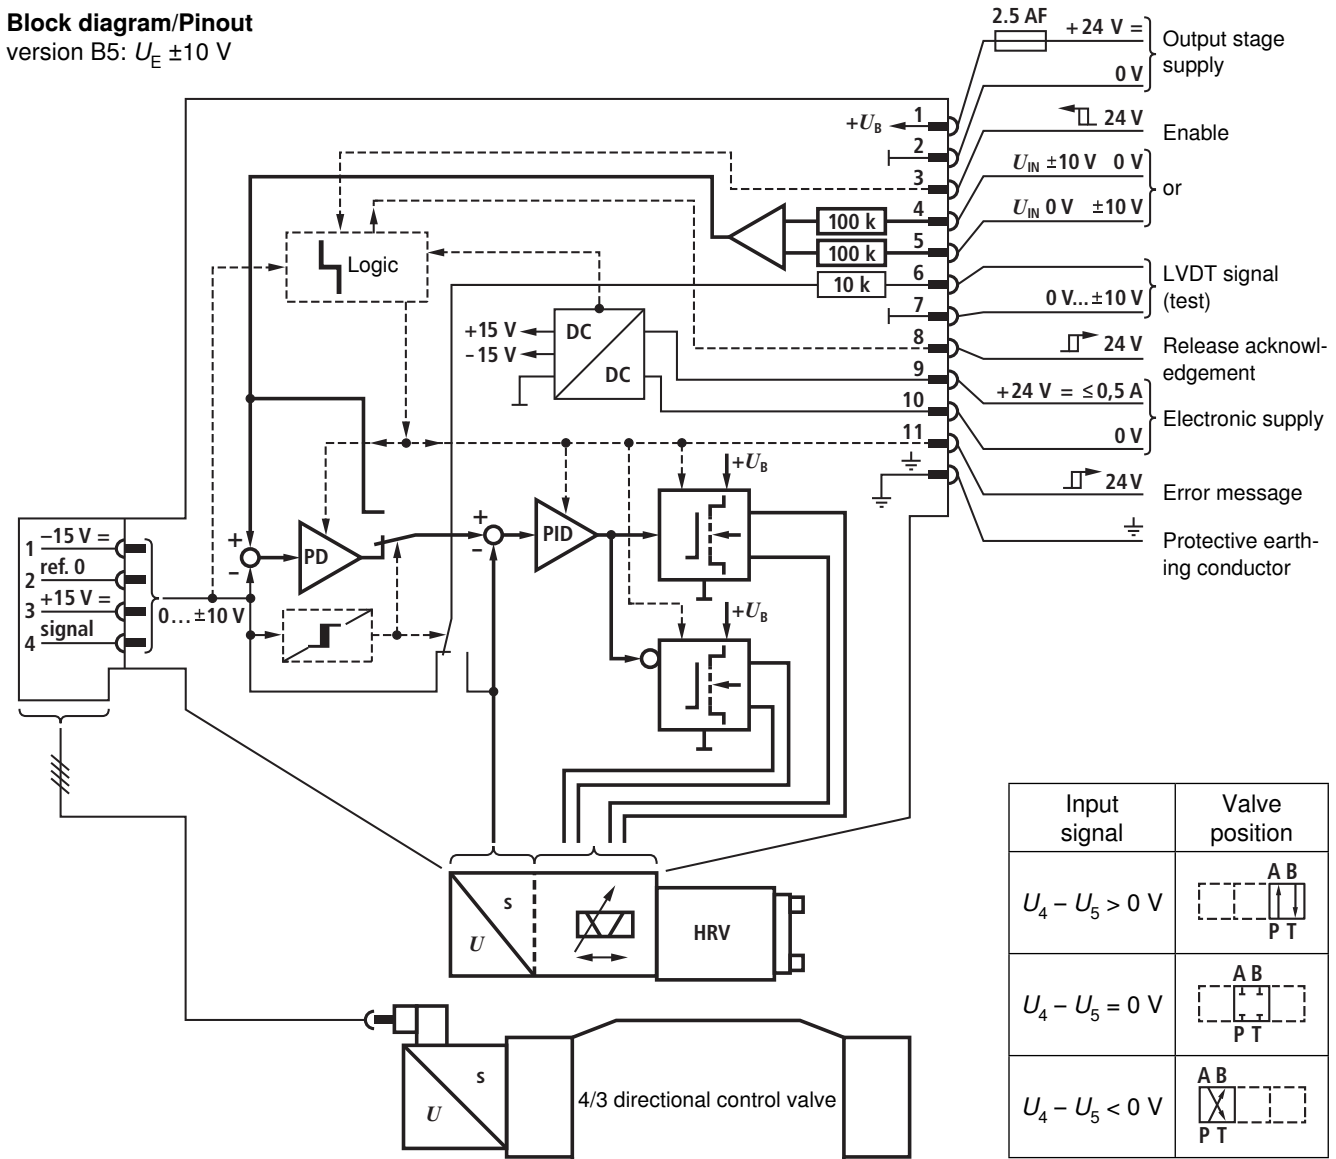 Block diagram/Pinout
version B5: UE ±10 V
2.5 AF
+24 V =
Output stage
supply
0 V
1
+UB
24 V
Enable
2
3
UIN ±10 V 0 V
or
4
100 k
UIN 0 V ±10 V
5
100 k
6
10 k
LVDT signal
(test)
0 V...±10 V
7
Logic
+15 V
–15 V
DC
DC
8
24 V
Release acknowl-
edgement
9
+24 V = ≤0,5 A
Electronic supply
10
0 V
11
24V
Error message
Protective earth-
ing conductor
+UB
1 –15 V =
2 ref. 0
3 +15 V =
4 signal
0...±10 V
+
–
PD
+
-
PID
+UB
s
U
HRV
s
U
4/3 directional control valve
Input
signal
Valve
position
U4 – U5 > 0 V
A B
P T
U4 – U5 = 0 V
A B
P T
U4 – U5 < 0 V
A B
P T